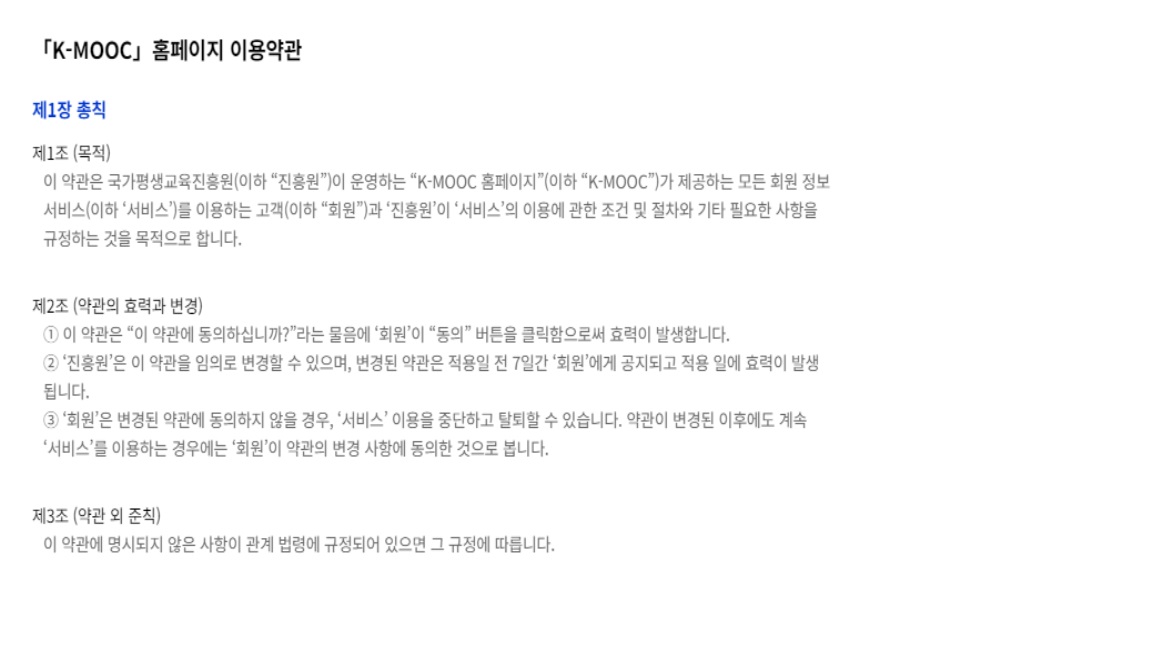 「K-MOOC」홈페이지 이용약관
제1장 총칙
제1조 (목적)
이 약관은 국가평생교육진흥원(이하 “진흥원”)이 운영하는 “K-MOOC 홈페이지”(이하 “K-MOOC”)가 제공하는 모든 회원 정보
서비스(이하 ‘서비스’)를 이용하는 고객(이하 “회원”)과 ‘진흥원’이 ‘서비스’의 이용에 관한 조건 및 절차와 기타 필요한 사항을
규정하는 것을 목적으로 합니다.
제2조 (약관의 효력과 변경)
① 이 약관은 “이 약관에 동의하십니까?”라는 물음에 ‘회원’이 “동의” 버튼을 클릭함으로써 효력이 발생합니다.
② ‘진흥원’은 이 약관을 임의로 변경할 수 있으며, 변경된 약관은 적용일 전 7일간 ‘회원’에게 공지되고 적용 일에 효력이 발생
됩니다.
③ ‘회원’은 변경된 약관에 동의하지 않을 경우, ‘서비스’ 이용을 중단하고 탈퇴할 수 있습니다. 약관이 변경된 이후에도 계속
‘서비스’를 이용하는 경우에는 ‘회원’이 약관의 변경 사항에 동의한 것으로 봅니다.
제3조 (약관 외 준칙)
이 약관에 명시되지 않은 사항이 관계 법령에 규정되어 있으면 그 규정에 따릅니다.